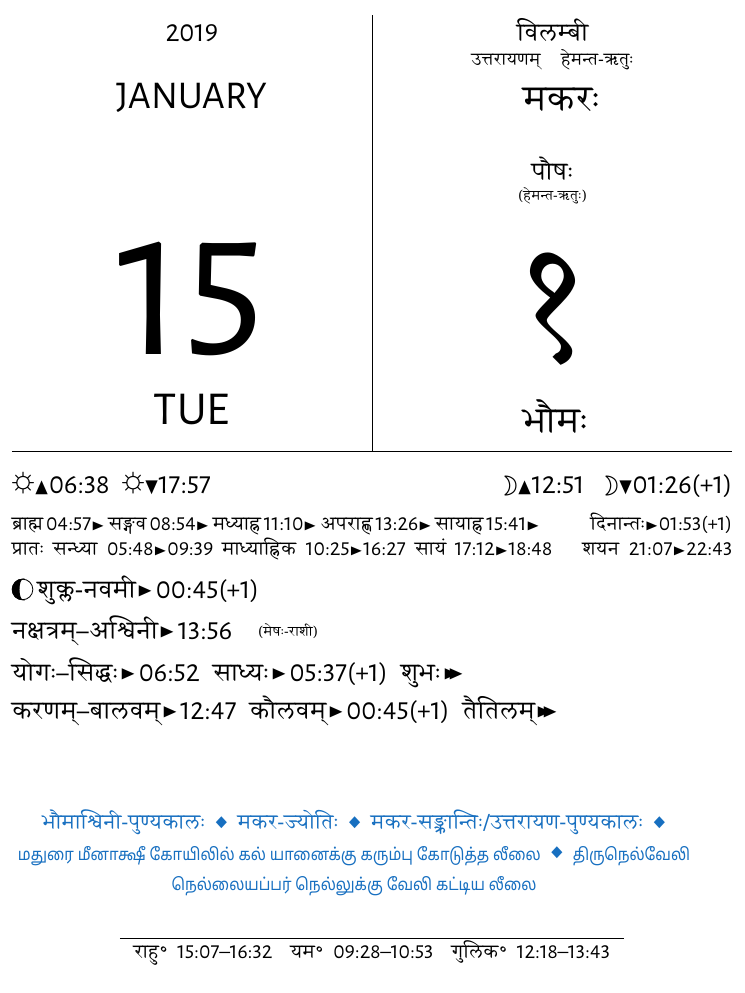 2019
JANUARY
15
TUE
विलम्बी
उत्तरायणम् हेमन्त-ऋतुः
मकरः
पौषः
(हेमन्त-ऋतुः)
१
भौमः
☼▲06:38 ☼▼17:57 ☽▲12:51 ☽▼01:26(+1)
ब्राह्म 04:57► सङ्गव 08:54► मध्याह्न 11:10► अपराह्ण 13:26► सायाह्न 15:41► दिनान्तः►01:53(+1)
प्रातः सन्ध्या 05:48►09:39 माध्याह्निक 10:25►16:27 सायं 17:12►18:48 शयन 21:07►22:43
शुक्ल-नवमी► 00:45(+1)
नक्षत्रम्–अश्विनी► 13:56 (मेषः-राशी)
योगः–सिद्धः► 06:52 साध्यः► 05:37(+1) शुभः►►
करणम्–बालवम्►12:47 कौलवम्► 00:45(+1) तैतिलम्►►
भौमाश्विनी-पुण्यकालः ◆ मकर-ज्योतिः ◆ मकर-सङ्क्रान्तिः/उत्तरायण-पुण्यकालः ◆
மதுரை மீனாக்ஷீ கோயிலில் கல் யானைக்கு கரும்பு கோடுத்த லீலை ◆ திருநெல்வேலி
நெல்லையப்பர் நெல்லுக்கு வேலி கட்டிய லீலை
राहु॰ 15:07–16:32 यम॰ 09:28–10:53 गुलिक॰ 12:18–13:43